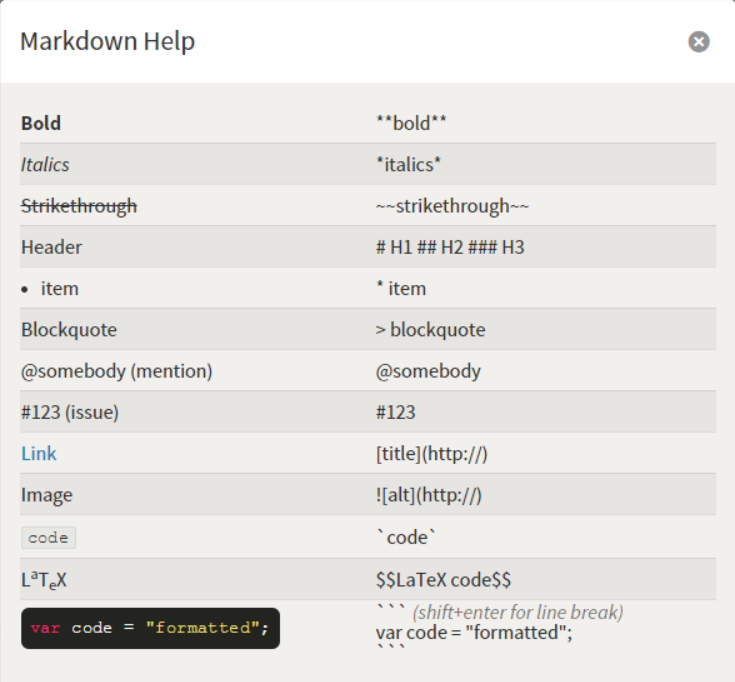 Markdown Help
Bold **bold**
Italics *italics*
Strikethrough ~~strikethrough~~
Header # H1 ## H2 ### H3
• item * item
Blockquote > blockquote
@somebody (mention) @somebody
#123 (issue) #123
Link [title](http://)
Image ![alt](http://)
code `code`
LaTeX $$LaTeX code$$
var code = "formatted"; ``` (shift+enter for line break)
var code = "formatted";
```